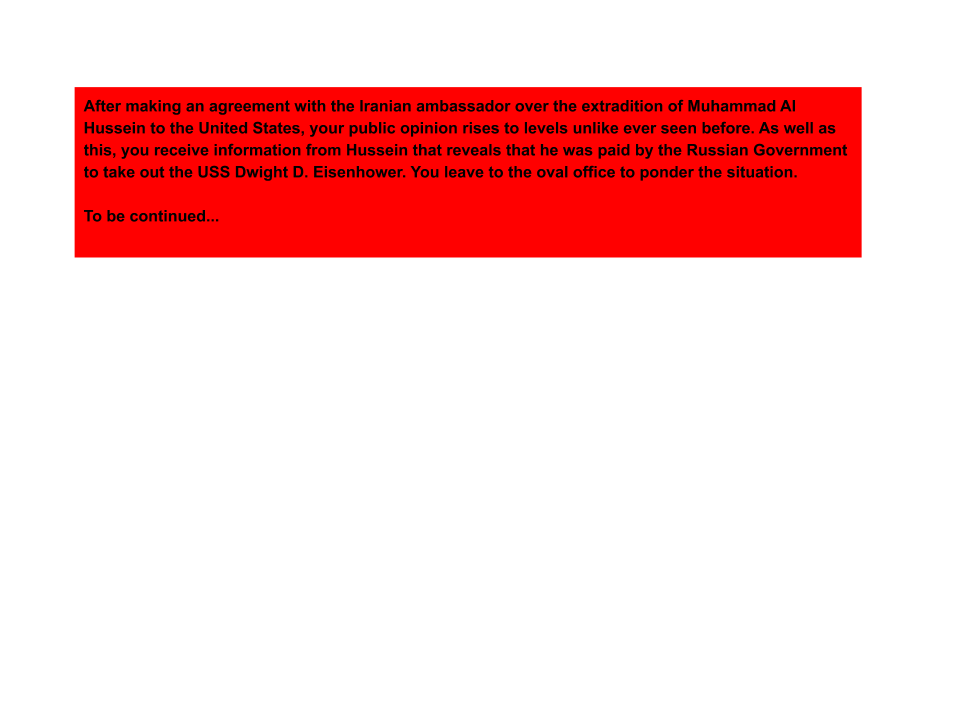 After making an agreement with the Iranian ambassador over the extradition of Muhammad Al
Hussein to the United States, your public opinion rises to levels unlike ever seen before. As well as
this, you receive information from Hussein that reveals that he was paid by the Russian Government
to take out the USS Dwight D. Eisenhower. You leave to the oval office to ponder the situation.
To be continued...